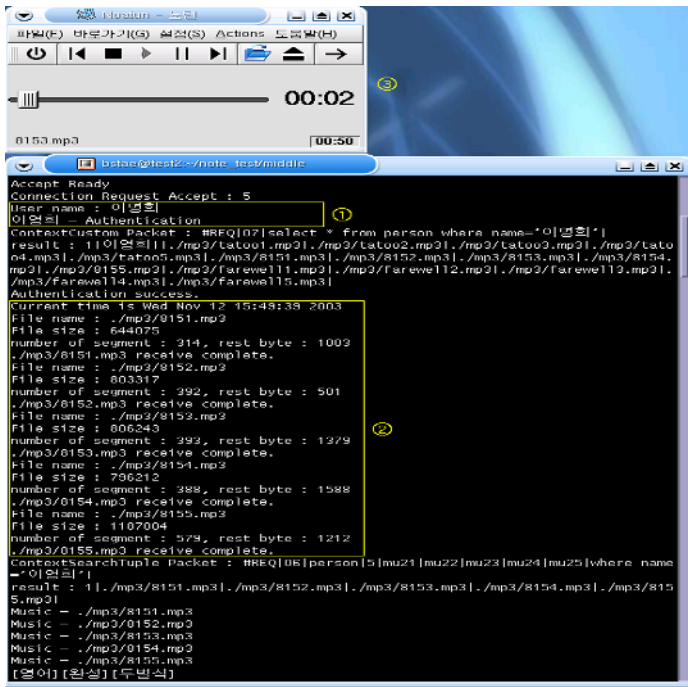 Noatun – 노틴
파일(F) 바로가기(G) 설정(S) Actions 도움말(H)
00:02
8153.mp3 00:50
③
bstae@test2:~/note_test/middle
Accept Ready
Connection Request Accept : 5
User name : 이영희
이영희 – Authentication
①
ContextCustom Packet : #REQ|07|select * from person where name='이영희'|
result : 1|이영희||./mp3/tatoo1.mp3|./mp3/tatoo2.mp3|./mp3/tatoo3.mp3|./mp3/tato
o4.mp3|./mp3/tatoo5.mp3|./mp3/8151.mp3|./mp3/8152.mp3|./mp3/8153.mp3|./mp3/8154.
mp3|./mp3/8155.mp3|./mp3/farewell1.mp3|./mp3/farewell2.mp3|./mp3/farewell3.mp3|.
/mp3/farewell4.mp3|./mp3/farewell5.mp3|
Authentication success.
Current time is Wed Nov 12 15:49:39 2003
File name : ./mp3/8151.mp3
File size : 644075
number of segment : 314, rest byte : 1003
./mp3/8151.mp3 receive complete.
File name : ./mp3/8152.mp3
File size : 803317
number of segment : 392, rest byte : 501
./mp3/8152.mp3 receive complete.
File name : ./mp3/8153.mp3
File size : 806243
②
number of segment : 393, rest byte : 1379
./mp3/8153.mp3 receive complete.
File name : ./mp3/8154.mp3
File size : 796212
number of segment : 388, rest byte : 1588
./mp3/8154.mp3 receive complete.
File name : ./mp3/8155.mp3
File size : 1187004
number of segment : 579, rest byte : 1212
./mp3/8155.mp3 receive complete.
ContextSearchTuple Packet : #REQ|06|person|5|mu21|mu22|mu23|mu24|mu25|where name
='이영희'|
result : 1|./mp3/8151.mp3|./mp3/8152.mp3|./mp3/8153.mp3|./mp3/8154.mp3|./mp3/815
5.mp3|
Music – ./mp3/8151.mp3
Music – ./mp3/8152.mp3
Music – ./mp3/8153.mp3
Music – ./mp3/8154.mp3
Music – ./mp3/8155.mp3
[영어][완성][두벌식]